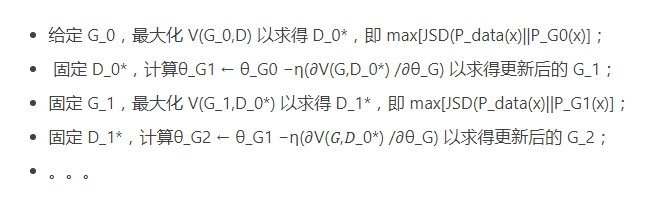 • 给定 G_0，最大化 V(G_0,D) 以求得 D_0*，即 max[JSD(P_data(x)||P_G0(x)]；
• 固定 D_0*，计算θ_G1 ← θ_G0 −η(∂V(G,D_0*) /∂θ_G) 以求得更新后的 G_1；
• 固定 G_1，最大化 V(G_1,D_0*) 以求得 D_1*，即 max[JSD(P_data(x)||P_G1(x)]；
• 固定 D_1*，计算θ_G2 ← θ_G1 −η(∂V(G,D_0*) /∂θ_G) 以求得更新后的 G_2；
• 。。。